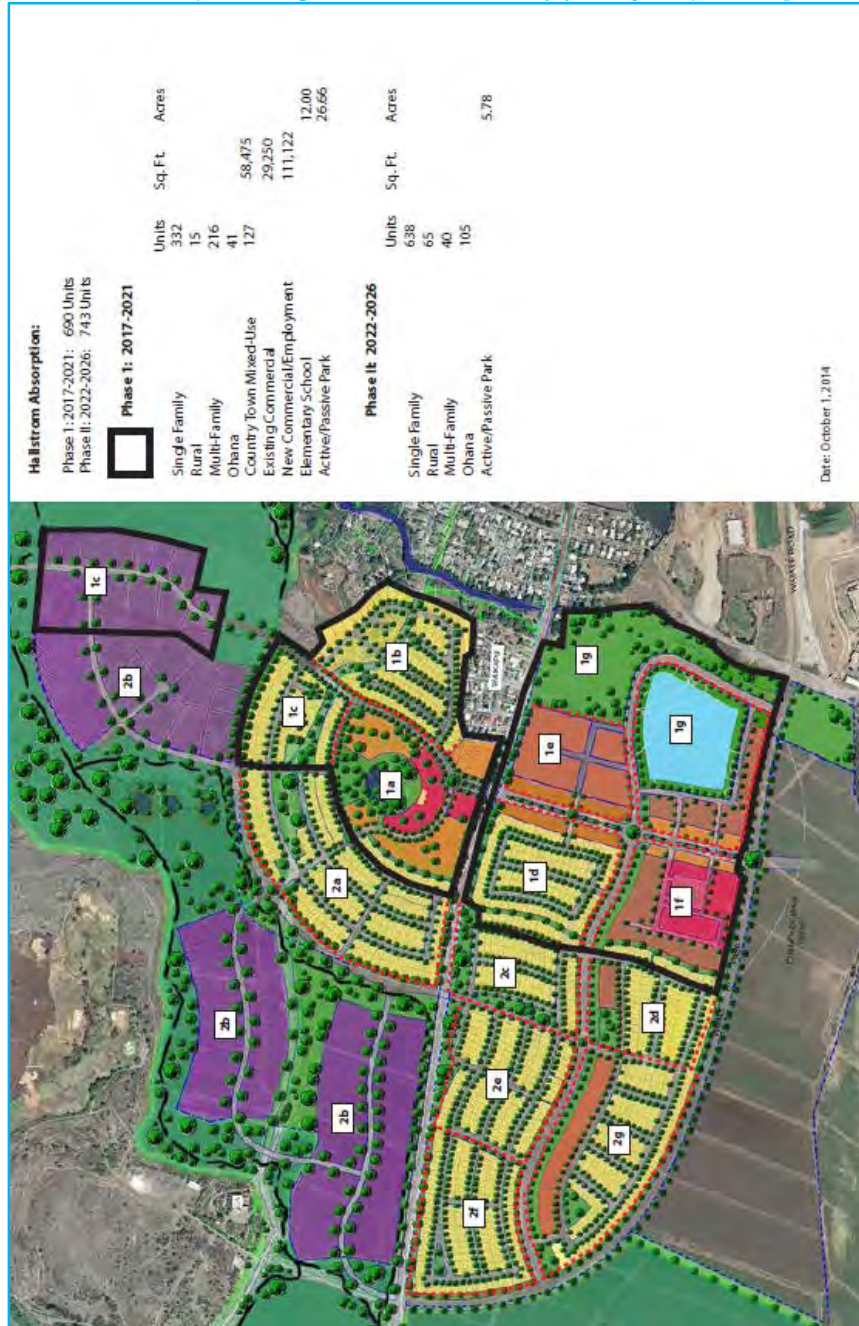 Hallstrom Absorption:
Phase 1: 2017-2021: 690 Units
Phase II: 2022-2026: 743 Units
Phase 1: 2017-2021
Units Sq. Ft. Acres
Single Family 332
Rural 15
Multi-Family 216
Ohana 41
Country Town Mixed-Use 127 58,475
Existing Commercial 29,250
New Commercial/Employment 111,122
Elementary School 12.00
Active/Passive Park 26.66
Phase II: 2022-2026
Units Sq. Ft. Acres
Single Family 638
Rural 65
Multi-Family 40
Ohana 105
Active/Passive Park 5.78
Date: October 1, 2014
1c
2b
1c
1b
1a
2a
2b
2b
WAIKAPU
1g
1e
1g
1d
1f
2c
2d
2e
2f
2g
ROAD